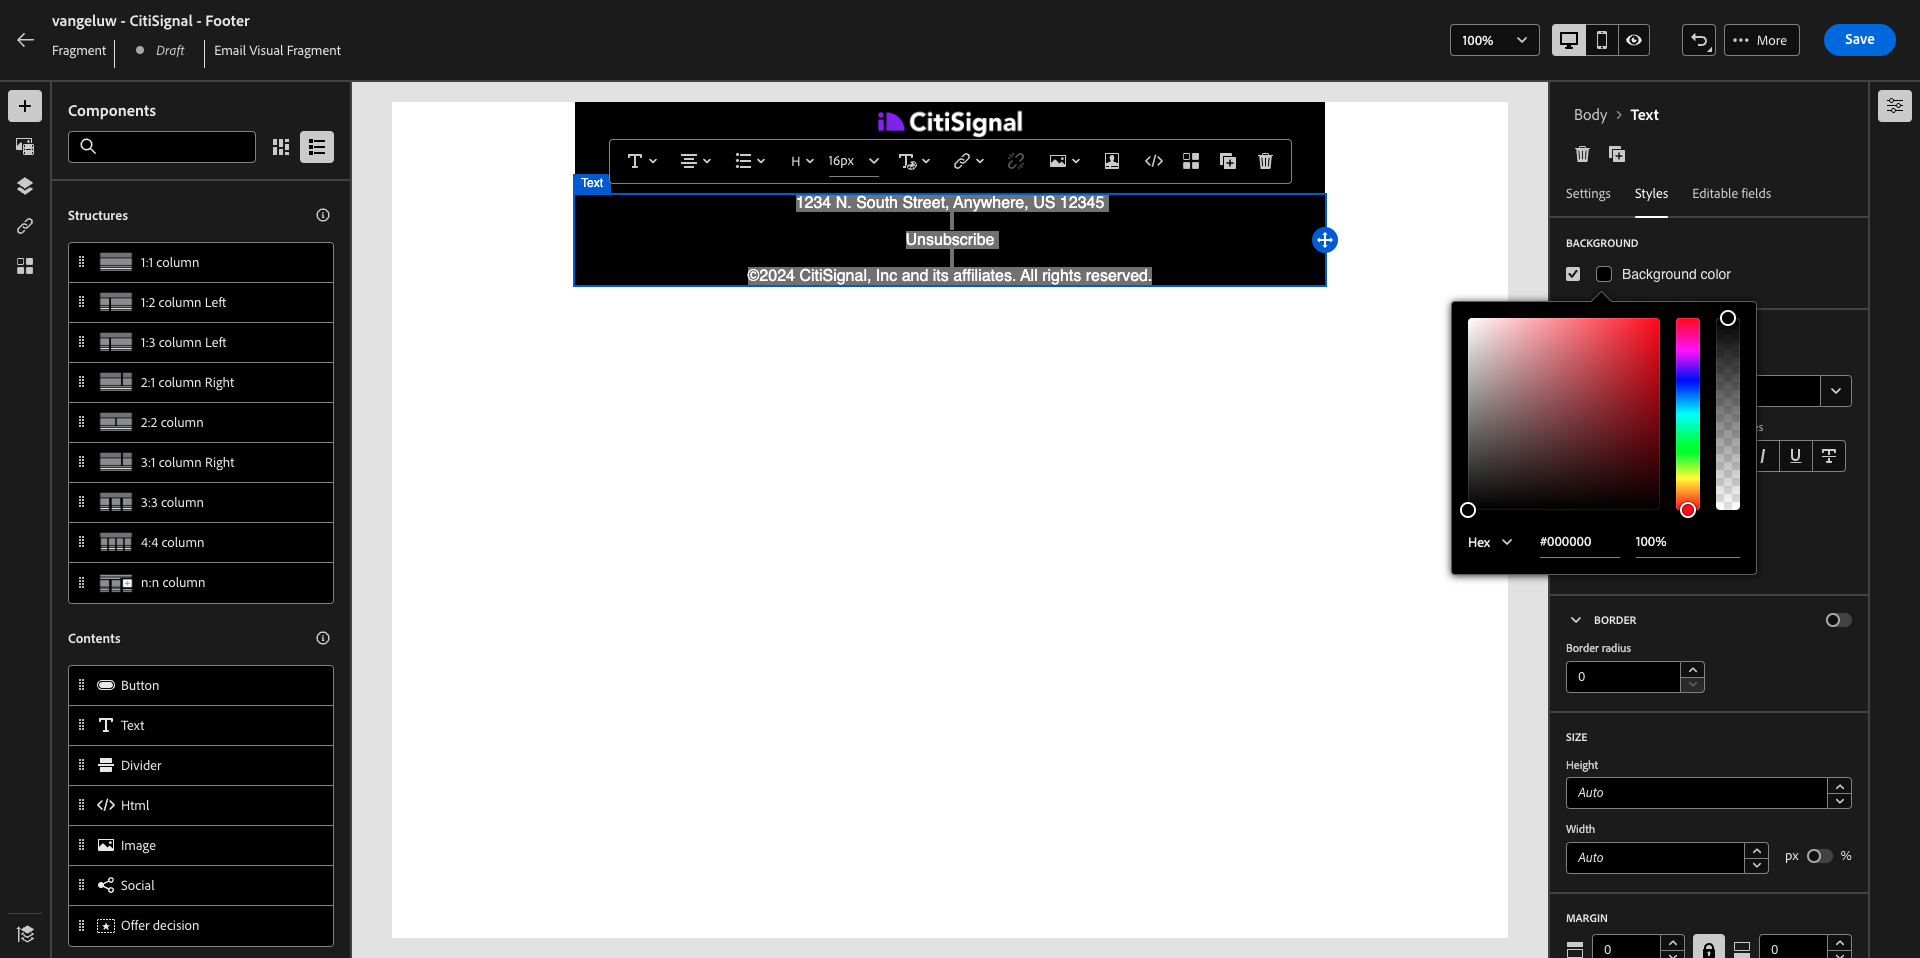 vangeluw - CitiSignal - Footer
Fragment
Draft
Email Visual Fragment
100%
More
Save
Components
Structures
1:1 column
1:2 column Left
1:3 column Left
2:1 column Right
2:2 column
3:1 column Right
3:3 column
4:4 column
n:n column
Contents
Button
Text
Divider
Html
Image
Social
Offer decision
CitiSignal
H
16px
Text
1234 N. South Street, Anywhere, US 12345
Unsubscribe
©2024 CitiSignal, Inc and its affiliates. All rights reserved.
Body > Text
Settings
Styles
Editable fields
BACKGROUND
Background color
Hex
#000000
100%
BORDER
Border radius
0
SIZE
Height
Auto
Width
Auto
px
%
MARGIN
0
0